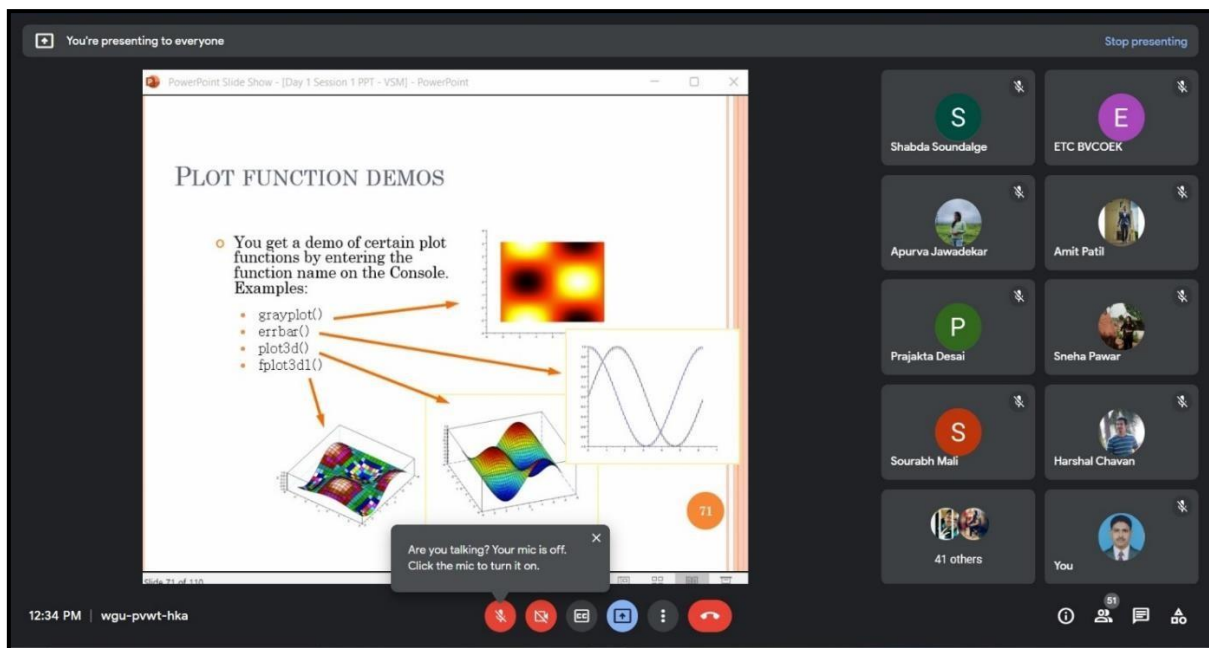 You're presenting to everyone
Stop presenting
PowerPoint Slide Show - [Day 1 Session 1 PPT - VSM] - PowerPoint
PLOT FUNCTION DEMOS
You get a demo of certain plot
functions by entering the
function name on the Console.
Examples:
grayplot()
errbar()
plot3d()
fplot3d1()
71
Slide 71 of 110
Are you talking? Your mic is off.
Click the mic to turn it on.
S
Shabda Soundalge
E
ETC BVCOEK
Apurva Jawadekar
Amit Patil
P
Prajakta Desai
Sneha Pawar
S
Sourabh Mali
Harshal Chavan
41 others
You
12:34 PM | wgu-pvwt-hka
CC
51